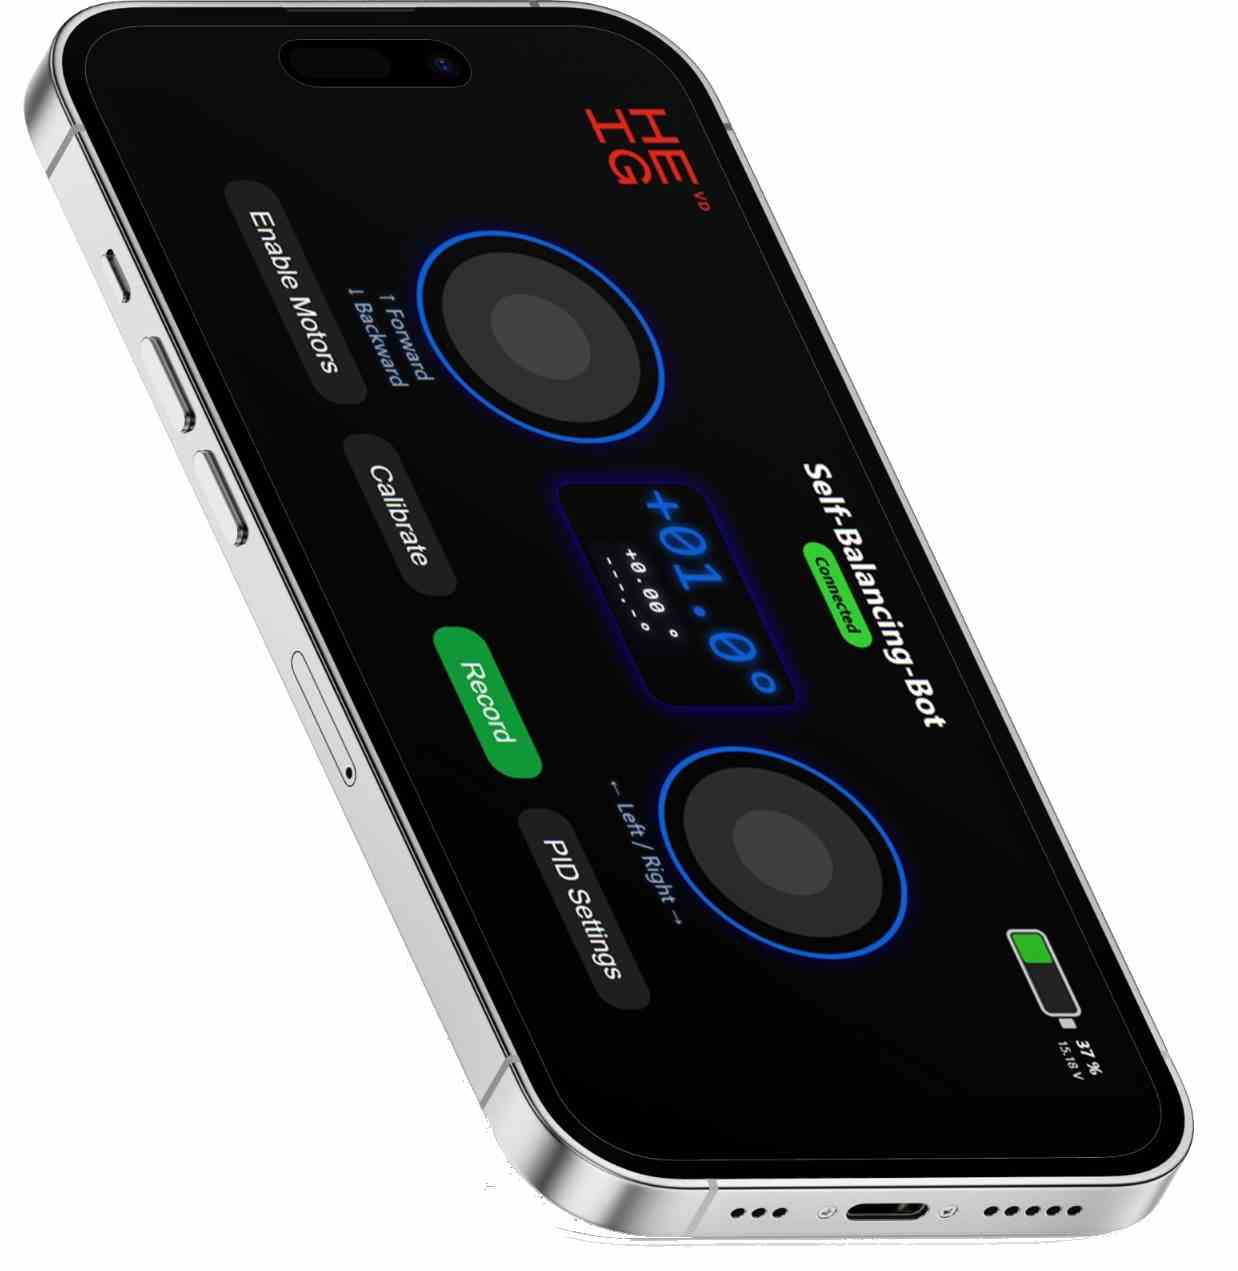 HE
IG VD
Self-Balancing-Bot
Connected
37 %
15.18 V
+01.0°
+0.00 °
---.-°
↑ Forward
↓ Backward
← Left / Right →
Enable Motors
Calibrate
Record
PID Settings